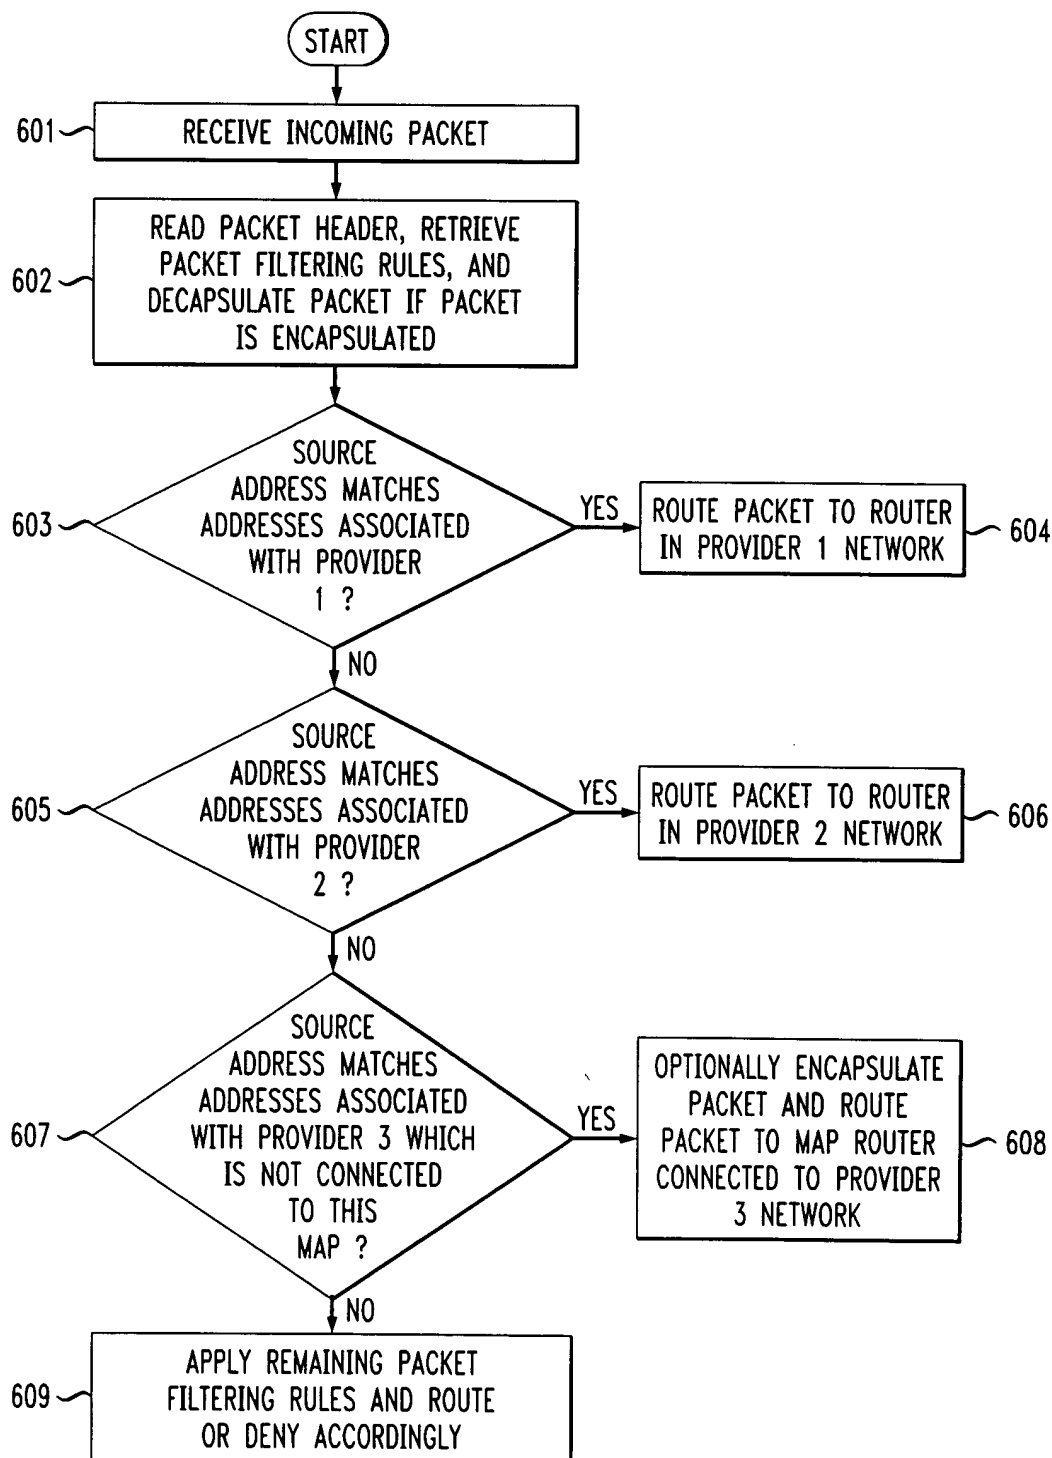 START
601
RECEIVE INCOMING PACKET
602
READ PACKET HEADER, RETRIEVE
PACKET FILTERING RULES, AND
DECAPSULATE PACKET IF PACKET
IS ENCAPSULATED
603
SOURCE
ADDRESS MATCHES
ADDRESSES ASSOCIATED
WITH PROVIDER
1 ?
YES
ROUTE PACKET TO ROUTER
IN PROVIDER 1 NETWORK
604
NO
605
SOURCE
ADDRESS MATCHES
ADDRESSES ASSOCIATED
WITH PROVIDER
2 ?
YES
ROUTE PACKET TO ROUTER
IN PROVIDER 2 NETWORK
606
NO
607
SOURCE
ADDRESS MATCHES
ADDRESSES ASSOCIATED
WITH PROVIDER 3 WHICH
IS NOT CONNECTED
TO THIS
MAP ?
YES
OPTIONALLY ENCAPSULATE
PACKET AND ROUTE
PACKET TO MAP ROUTER
CONNECTED TO PROVIDER
3 NETWORK
608
NO
609
APPLY REMAINING PACKET
FILTERING RULES AND ROUTE
OR DENY ACCORDINGLY